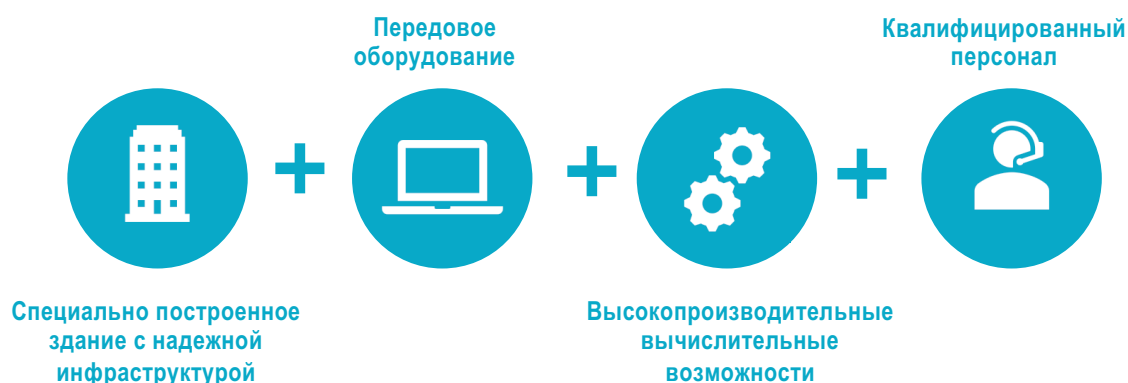 Передовое
оборудование
Квалифицированный
персонал
Специально построенное
здание с надежной
инфраструктурой
Высокопроизводительные
вычислительные
возможности